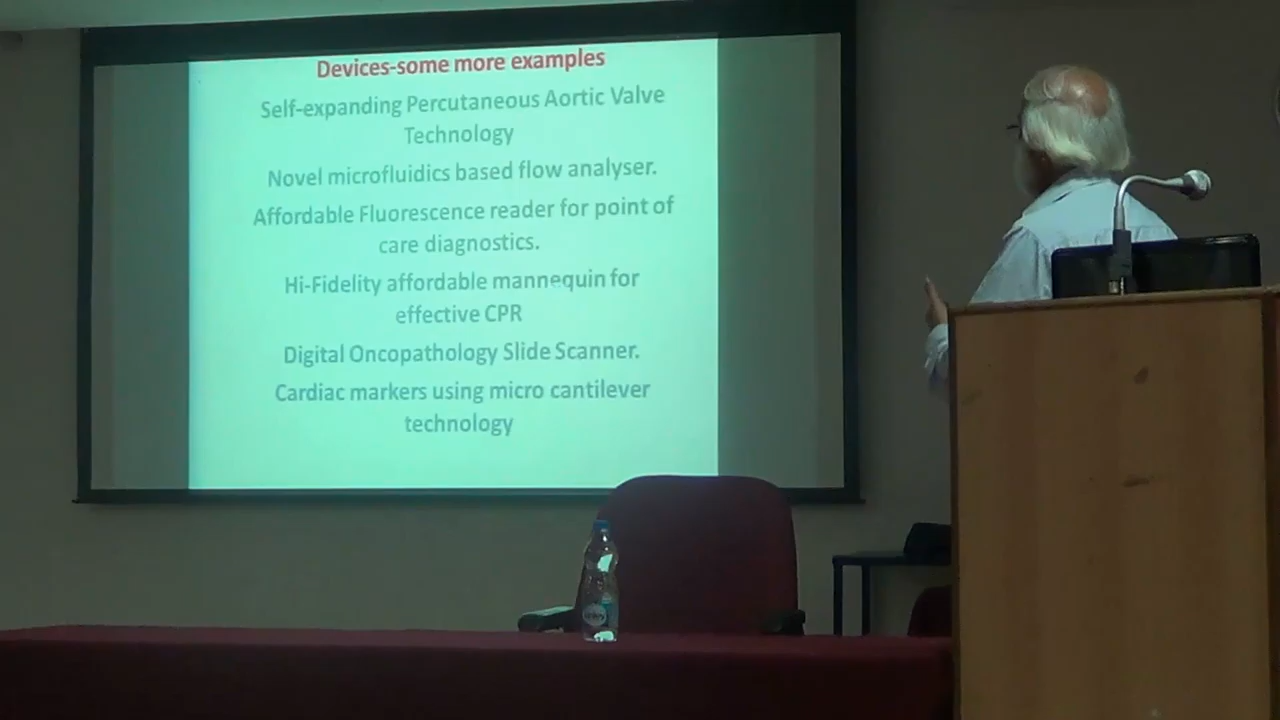 Devices-some more examples
Self-expanding Percutaneous Aortic Valve
Technology
Novel microfluidics based flow analyser.
Affordable Fluorescence reader for point of
care diagnostics.
Hi-Fidelity affordable mannequin for
effective CPR
Digital Oncopathology Slide Scanner.
Cardiac markers using micro cantilever
technology